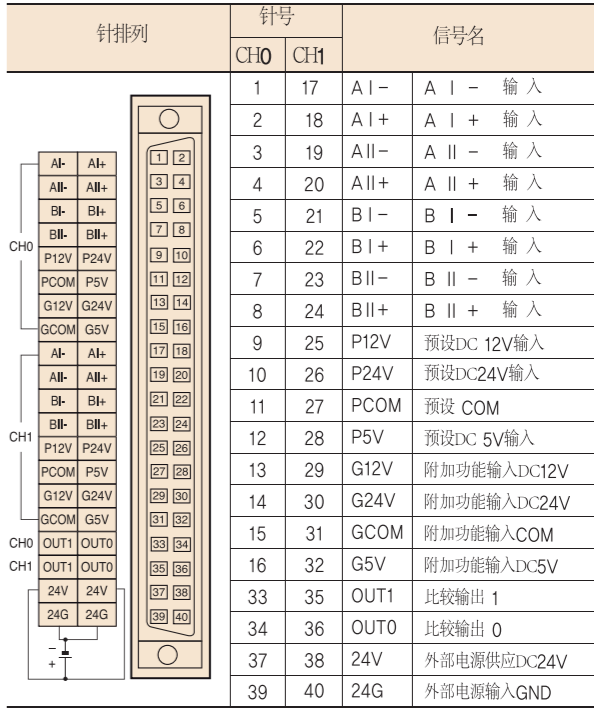 针排列 针号 信号名
CH0 CH1
1 17 AⅠ− A Ⅰ − 输 入
2 18 AⅠ+ A Ⅰ + 输 入
3 19 AⅡ− A Ⅱ − 输 入
4 20 AⅡ+ A Ⅱ + 输 入
5 21 BⅠ− B Ⅰ − 输 入
6 22 BⅠ+ B Ⅰ + 输 入
7 23 BⅡ− B Ⅱ − 输 入
8 24 BⅡ+ B Ⅱ + 输 入
9 25 P12V 预设DC 12V输入
10 26 P24V 预设DC24V输入
11 27 PCOM 预设 COM
12 28 P5V 预设DC 5V输入
13 29 G12V 附加功能输入DC12V
14 30 G24V 附加功能输入DC24V
15 31 GCOM 附加功能输入COM
16 32 G5V 附加功能输入DC5V
33 35 OUT1 比较输出 1
34 36 OUT0 比较输出 0
37 38 24V 外部电源供应DC24V
39 40 24G 外部电源输入GND
CH0
AI- AI+ 1 2
AII- AII+ 3 4
BI- BI+ 5 6
BII- BII+ 7 8
P12V P24V 9 10
PCOM P5V 11 12
G12V G24V 13 14
GCOM G5V 15 16
CH1
AI- AI+ 17 18
AII- AII+ 19 20
BI- BI+ 21 22
BII- BII+ 23 24
P12V P24V 25 26
PCOM P5V 27 28
G12V G24V 29 30
GCOM G5V 31 32
CH0 OUT1 OUT0 33 34
CH1 OUT1 OUT0 35 36
24V 24V 37 38
24G 24G 39 40
−
+